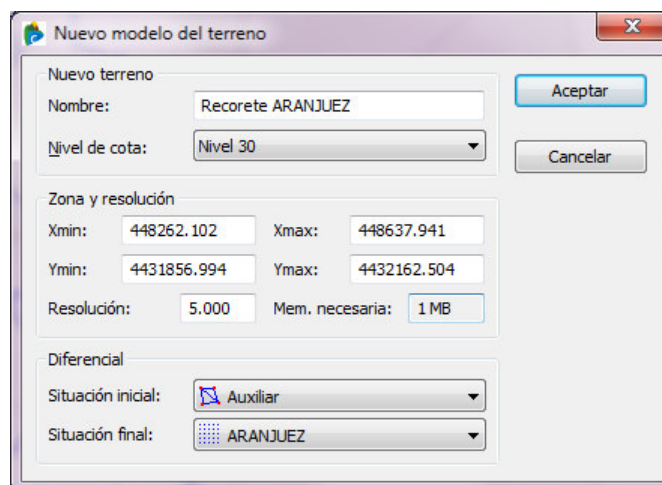 Nuevo modelo del terreno
Nuevo terreno
Nombre: Recorete ARANJUEZ
Aceptar
Nivel de cota: Nivel 30
Cancelar
Zona y resolución
Xmin: 448262.102 Xmax: 448637.941
Ymin: 4431856.994 Ymax: 4432162.504
Resolución: 5.000 Mem. necesaria: 1 MB
Diferencial
Situación inicial: Auxiliar
Situación final: ARANJUEZ